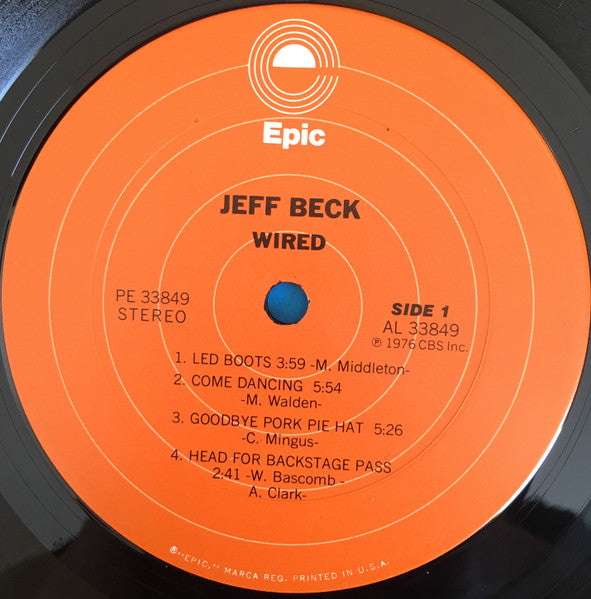 Epic
JEFF BECK
WIRED
PE 33849
STEREO
SIDE 1
AL 33849
℗ 1976 CBS Inc.
1. LED BOOTS 3:59 -M. Middleton-
2. COME DANCING 5:54
-M. Walden-
3. GOODBYE PORK PIE HAT 5:26
-C. Mingus-
4. HEAD FOR BACKSTAGE PASS
2:41 -W. Bascomb -
A. Clark-
®"EPIC," MARCA REG. PRINTED IN U.S.A.